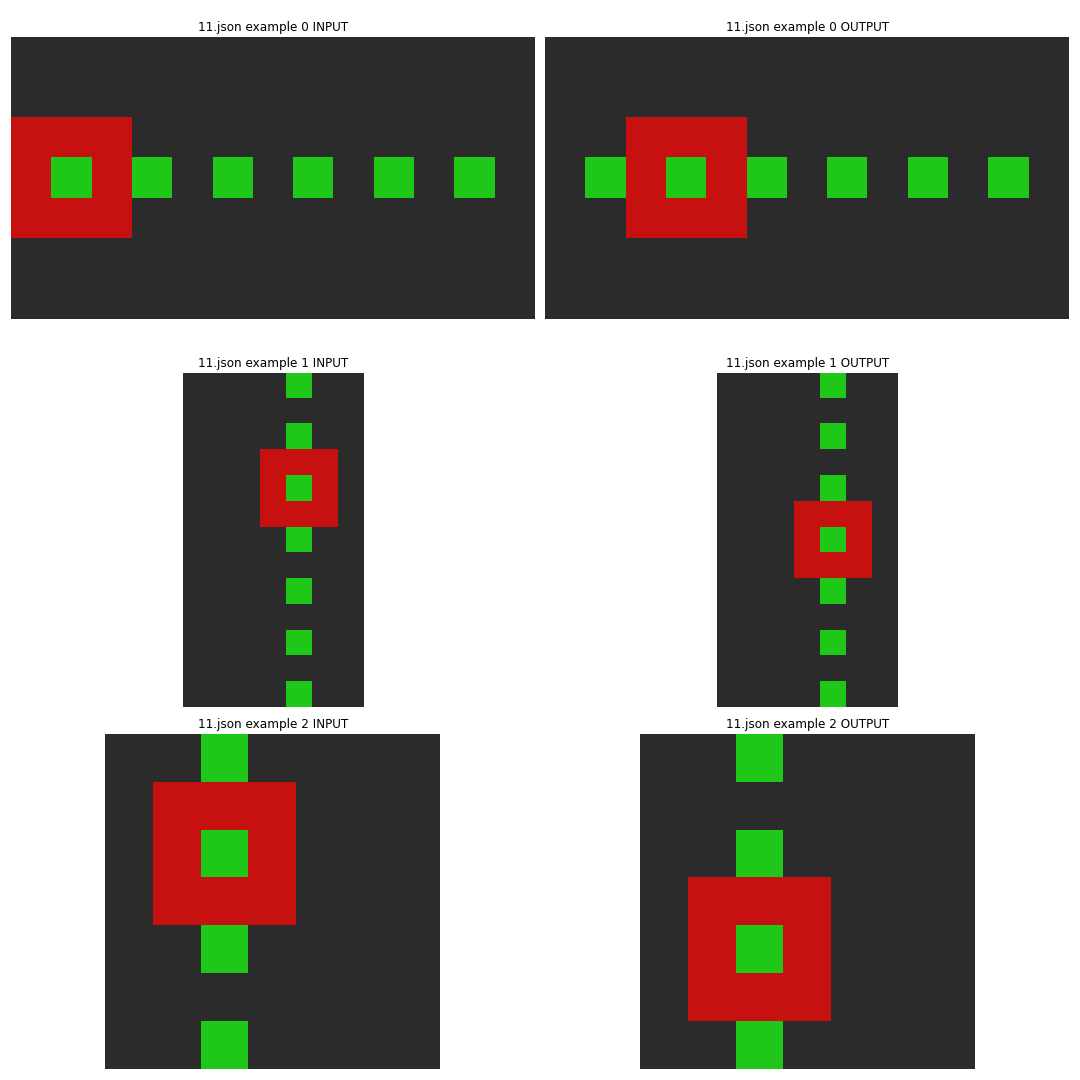 11.json example 0 INPUT
11.json example 0 OUTPUT
11.json example 1 INPUT
11.json example 1 OUTPUT
11.json example 2 INPUT
11.json example 2 OUTPUT